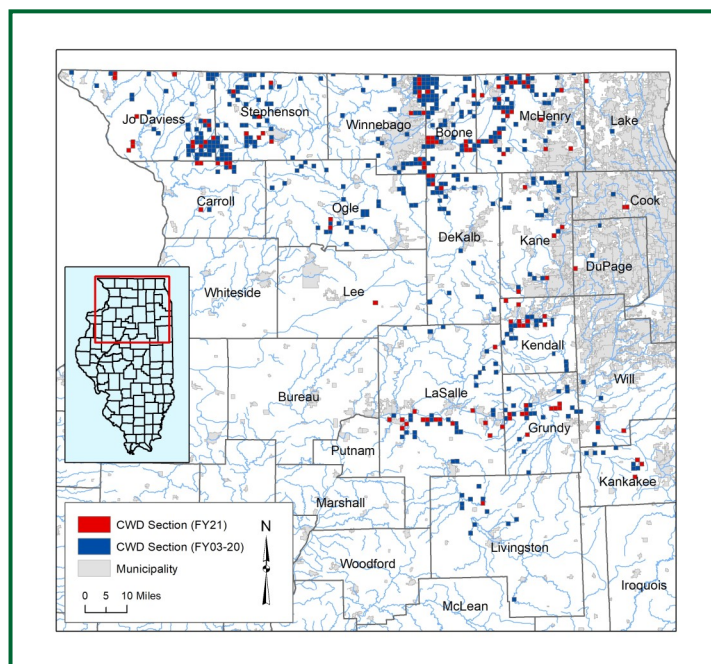 Jo Daviess
Stephenson
Winnebago
Boone
McHenry
Lake
Carroll
Ogle
DeKalb
Kane
Cook
DuPage
Whiteside
Lee
Kendall
Will
Bureau
LaSalle
Grundy
Putnam
Kankakee
Marshall
Livingston
Woodford
Iroquois
McLean
CWD Section (FY21)
CWD Section (FY03-20)
Municipality
N
0 5 10 Miles